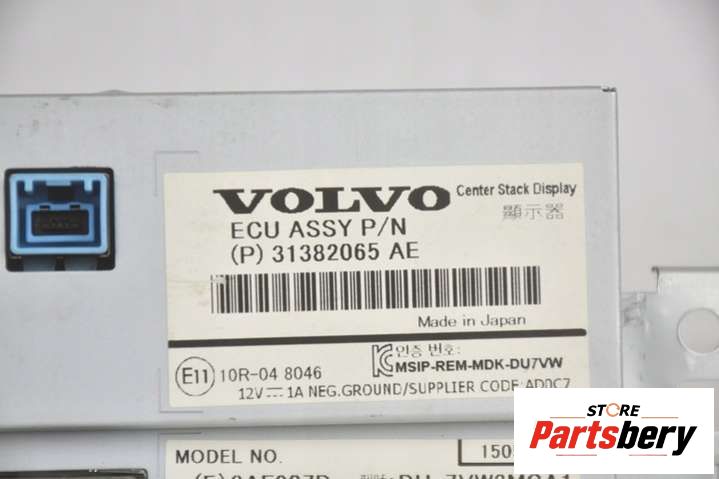 VOLVO Center Stack Display
顯示器
ECU ASSY P/N
(P) 31382065 AE
Made in Japan
인증 번호:
MSIP-REM-MDK-DU7VW
E11 10R-04 8046
12V 1A NEG.GROUND/SUPPLIER CODE:AD0C7
MODEL NO.
STORE
Partsbery